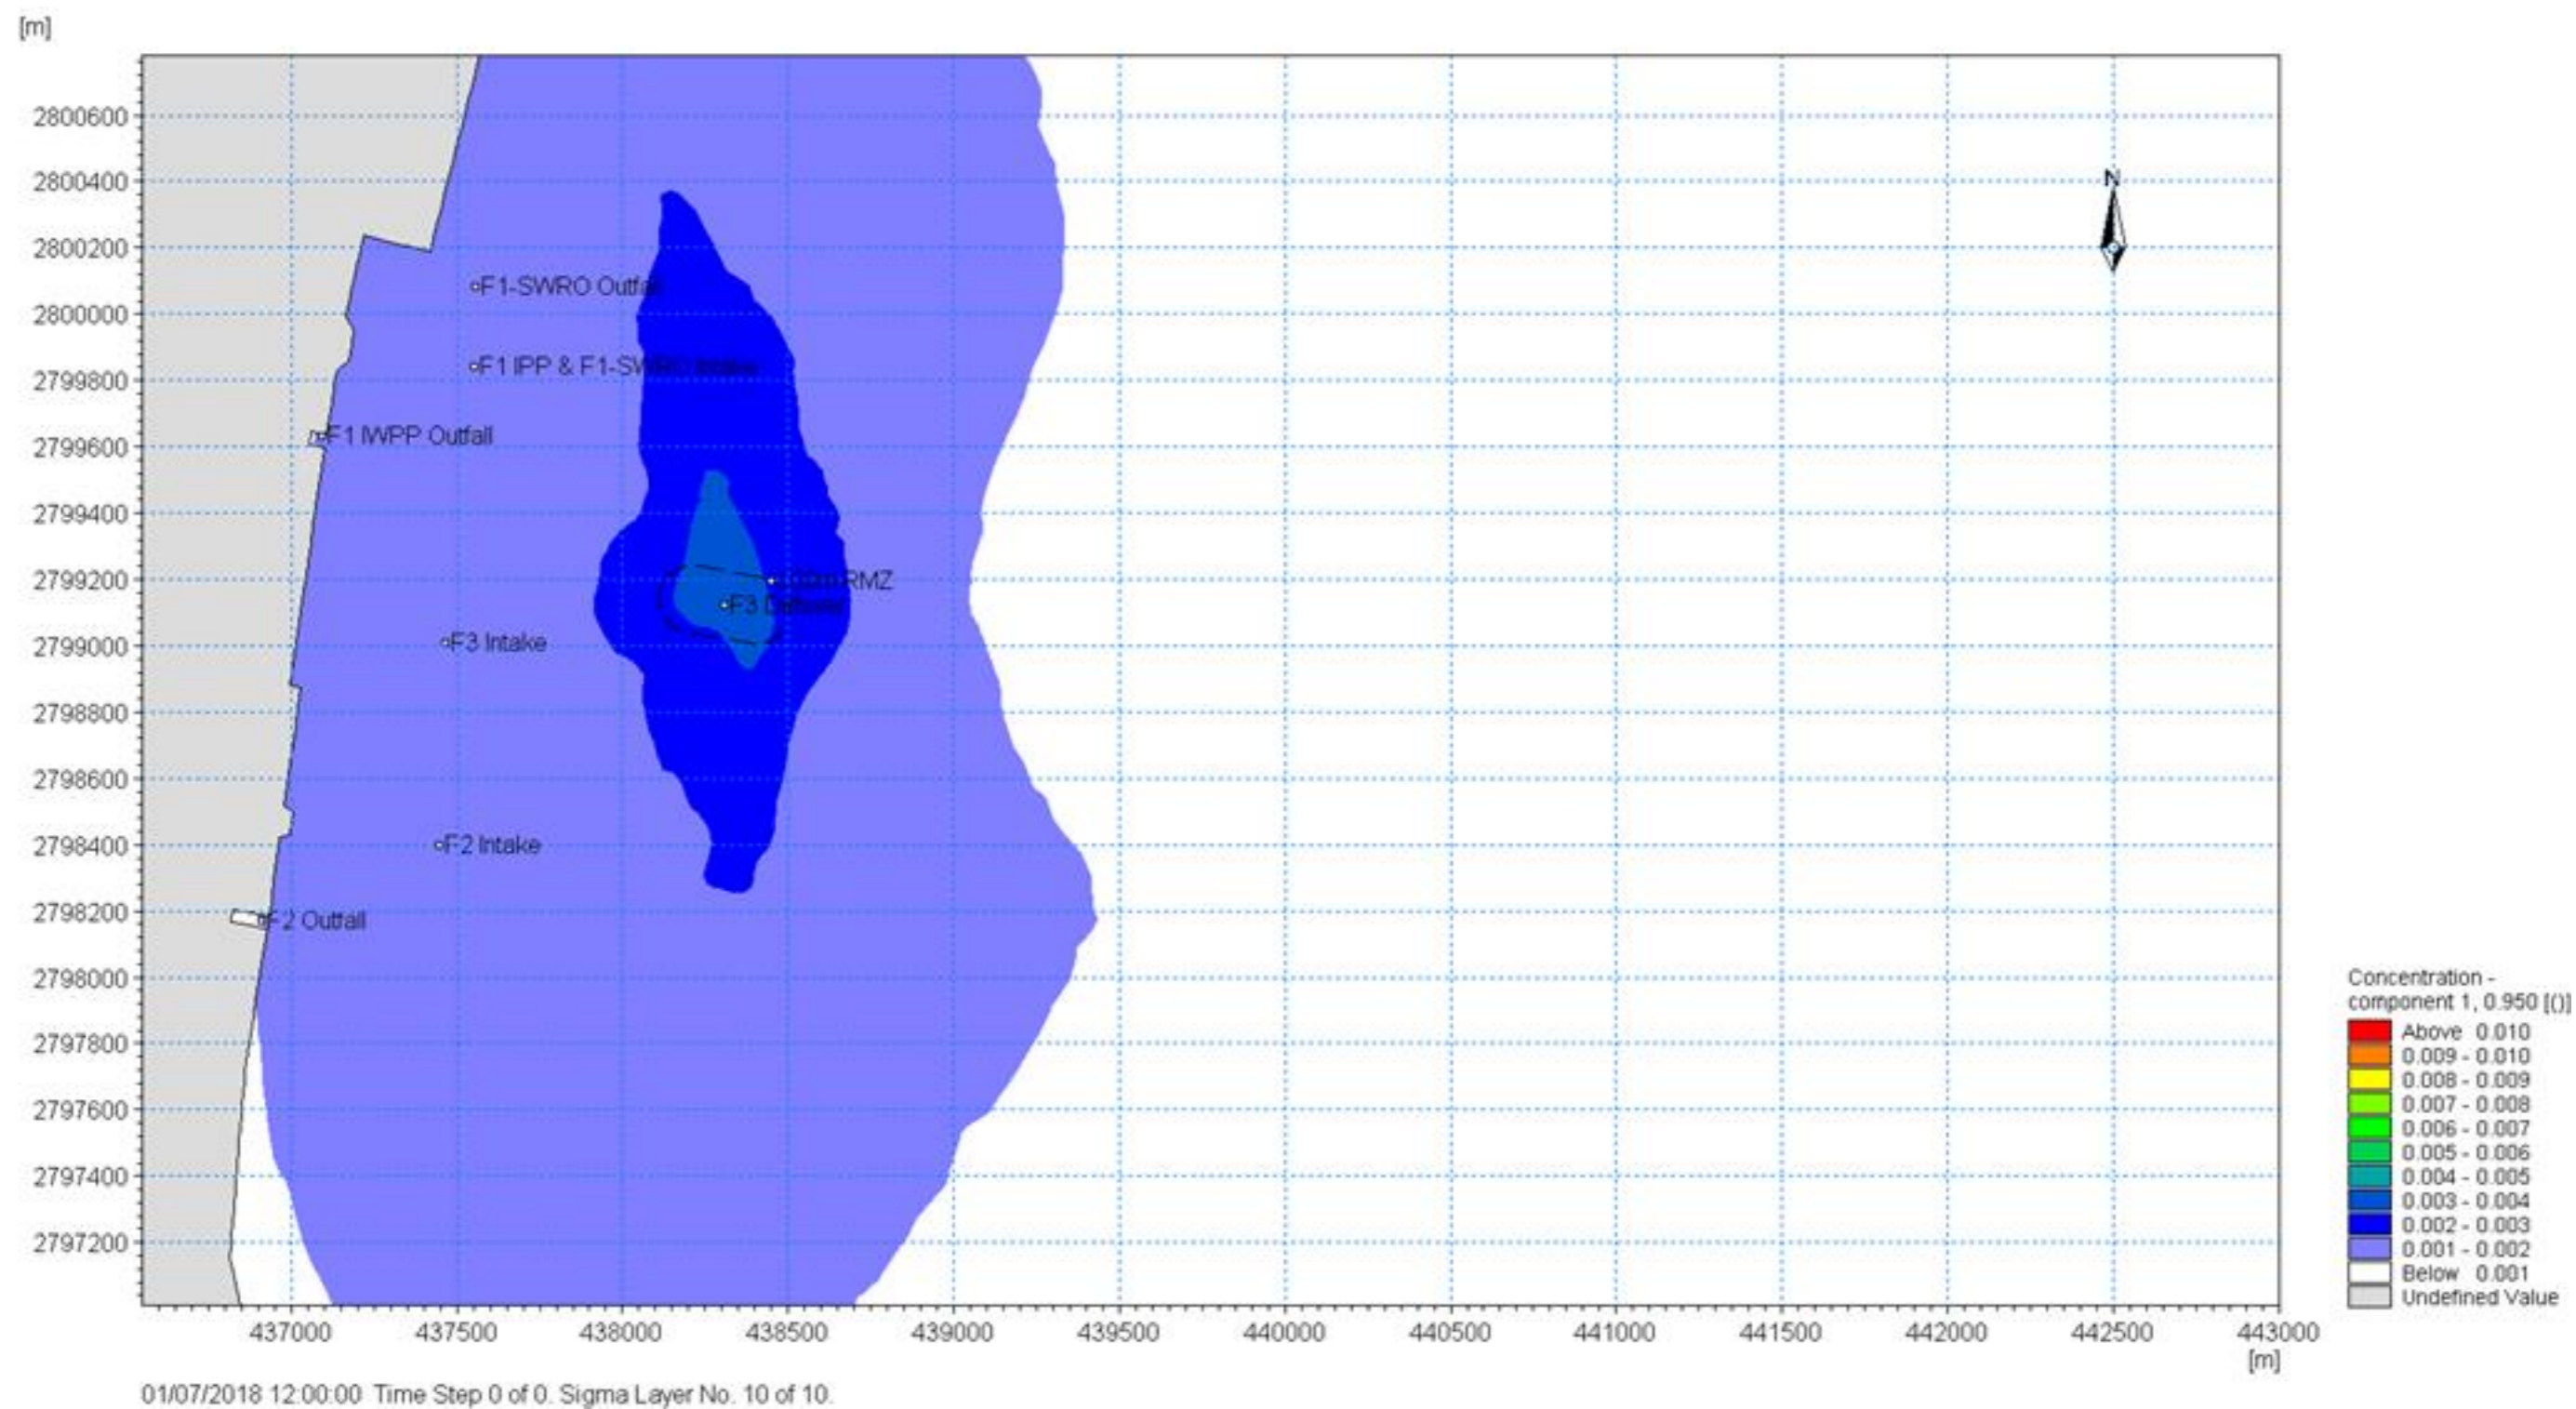 [m]
2800600
2800400
N
2800200
F1-SWRO Outfall
2800000
F1 IPP & F1-SWRO Intake
2799800
F1 IWPP Outfall
2799600
2799400
2799200
RMZ
F3 Diffuser
F3 Intake
2799000
2798800
2798600
2798400
F2 Intake
2798200
F2 Outfall
2798000
2797800
2797600
2797400
2797200
437000 437500 438000 438500 439000 439500 440000 440500 441000 441500 442000 442500 443000
[m]
Concentration -
component 1, 0.950 [()]
Above 0.010
0.009 - 0.010
0.008 - 0.009
0.007 - 0.008
0.006 - 0.007
0.005 - 0.006
0.004 - 0.005
0.003 - 0.004
0.002 - 0.003
0.001 - 0.002
Below 0.001
Undefined Value
01/07/2018 12:00:00 Time Step 0 of 0. Sigma Layer No. 10 of 10.